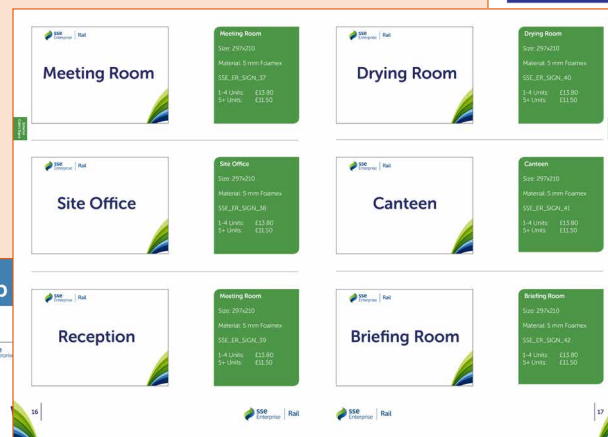 sse
Enterprise | Rail
Meeting Room
Meeting Room
Size: 297x210
Material: 5 mm Foamex
SSE_ER_SIGN_37
1-4 Units: £13.80
5+ Units: £11.50
sse
Enterprise | Rail
Site Office
Site Office
Size: 297x210
Material: 5 mm Foamex
SSE_ER_SIGN_38
1-4 Units: £13.80
5+ Units: £11.50
sse
Enterprise | Rail
Reception
Meeting Room
Size: 297x210
Material: 5 mm Foamex
SSE_ER_SIGN_39
1-4 Units: £13.80
5+ Units: £11.50
16
sse
Enterprise | Rail
sse
Enterprise | Rail
Drying Room
Drying Room
Size: 297x210
Material: 5 mm Foamex
SSE_ER_SIGN_40
1-4 Units: £13.80
5+ Units: £11.50
sse
Enterprise | Rail
Canteen
Canteen
Size: 297x210
Material: 5 mm Foamex
SSE_ER_SIGN_41
1-4 Units: £13.80
5+ Units: £11.50
sse
Enterprise | Rail
Briefing Room
Briefing Room
Size: 297x210
Material: 5 mm Foamex
SSE_ER_SIGN_42
1-4 Units: £13.80
5+ Units: £11.50
sse
Enterprise | Rail
17